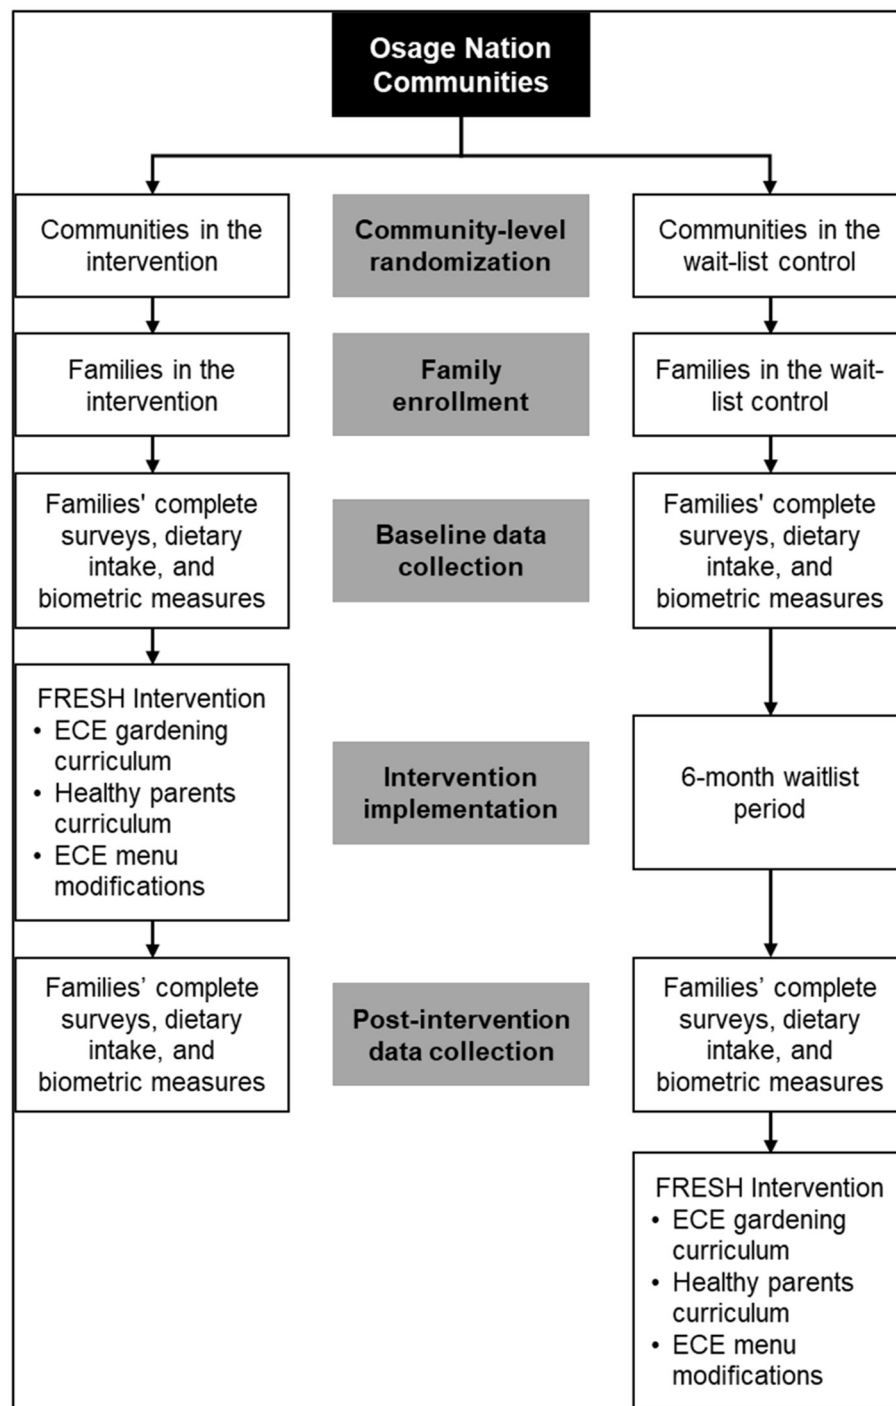 Osage Nation
Communities
Communities in the
intervention
Community-level
randomization
Communities in the
wait-list control
Families in the
intervention
Family
enrollment
Families in the wait-
list control
Families' complete
surveys, dietary
intake, and
biometric measures
Baseline data
collection
Families' complete
surveys, dietary
intake, and
biometric measures
FRESH Intervention
• ECE gardening
curriculum
• Healthy parents
curriculum
• ECE menu
modifications
Intervention
implementation
6-month waitlist
period
Families’ complete
surveys, dietary
intake, and
biometric measures
Post-intervention
data collection
Families’ complete
surveys, dietary
intake, and
biometric measures
FRESH Intervention
• ECE gardening
curriculum
• Healthy parents
curriculum
• ECE menu
modifications